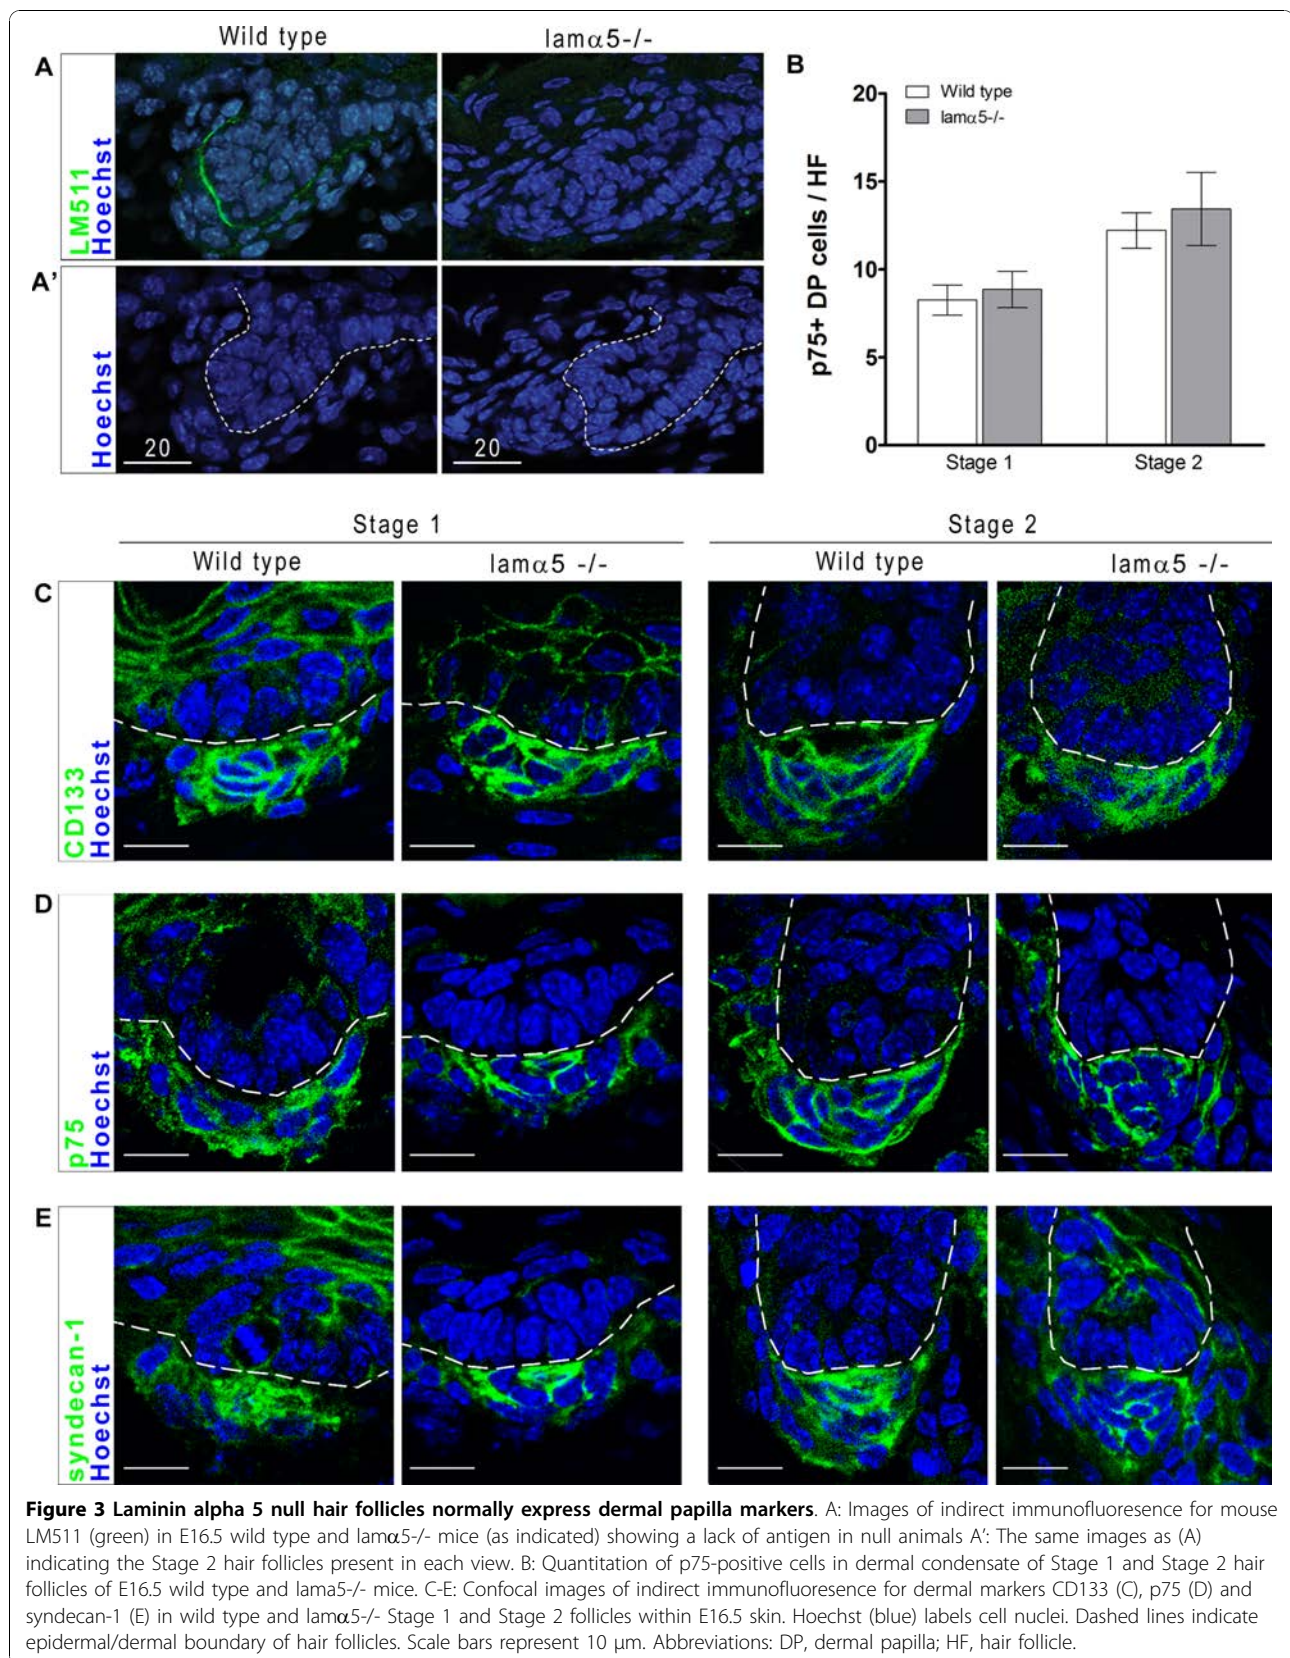 Wild type
lamα5-/-
A
LM511
Hoechst
A’
Hoechst
20
20
B
20
15
10
5
0
p75+ DP cells / HF
Wild type
lamα5-/-
Stage 1
Stage 2
Stage 1
Stage 2
Wild type
lamα5 -/-
Wild type
lamα5 -/-
C
CD133
Hoechst
D
p75
Hoechst
E
syndecan-1
Hoechst
Figure 3 Laminin alpha 5 null hair follicles normally express dermal papilla markers. A: Images of indirect immunofluoresence for mouse
LM511 (green) in E16.5 wild type and lamα5-/- mice (as indicated) showing a lack of antigen in null animals A’: The same images as (A)
indicating the Stage 2 hair follicles present in each view. B: Quantitation of p75-positive cells in dermal condensate of Stage 1 and Stage 2 hair
follicles of E16.5 wild type and lama5-/- mice. C-E: Confocal images of indirect immunofluoresence for dermal markers CD133 (C), p75 (D) and
syndecan-1 (E) in wild type and lamα5-/- Stage 1 and Stage 2 follicles within E16.5 skin. Hoechst (blue) labels cell nuclei. Dashed lines indicate
epidermal/dermal boundary of hair follicles. Scale bars represent 10 μm. Abbreviations: DP, dermal papilla; HF, hair follicle.